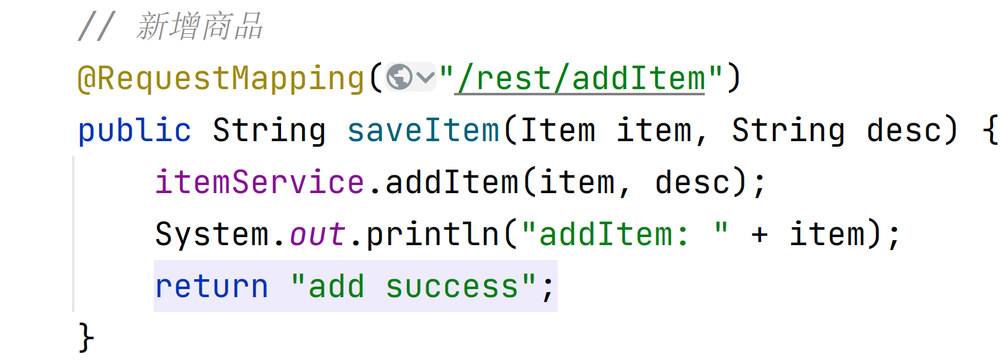 // 新增商品
@RequestMapping("/rest/addItem")
public String saveItem(Item item, String desc) {
    itemService.addItem(item, desc);
    System.out.println("addItem: " + item);
    return "add success";
}